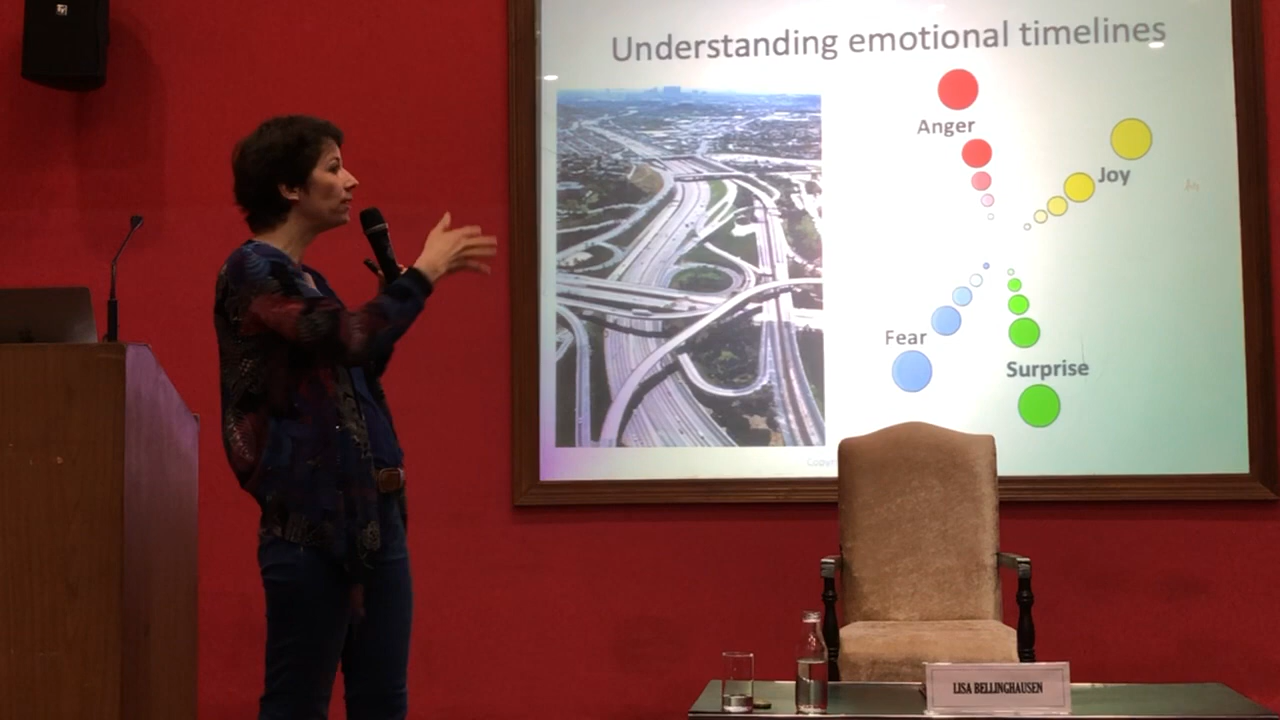 Understanding emotional timelines
Anger
Joy
Fear
Surprise
LISA BELLINGHAUSEN